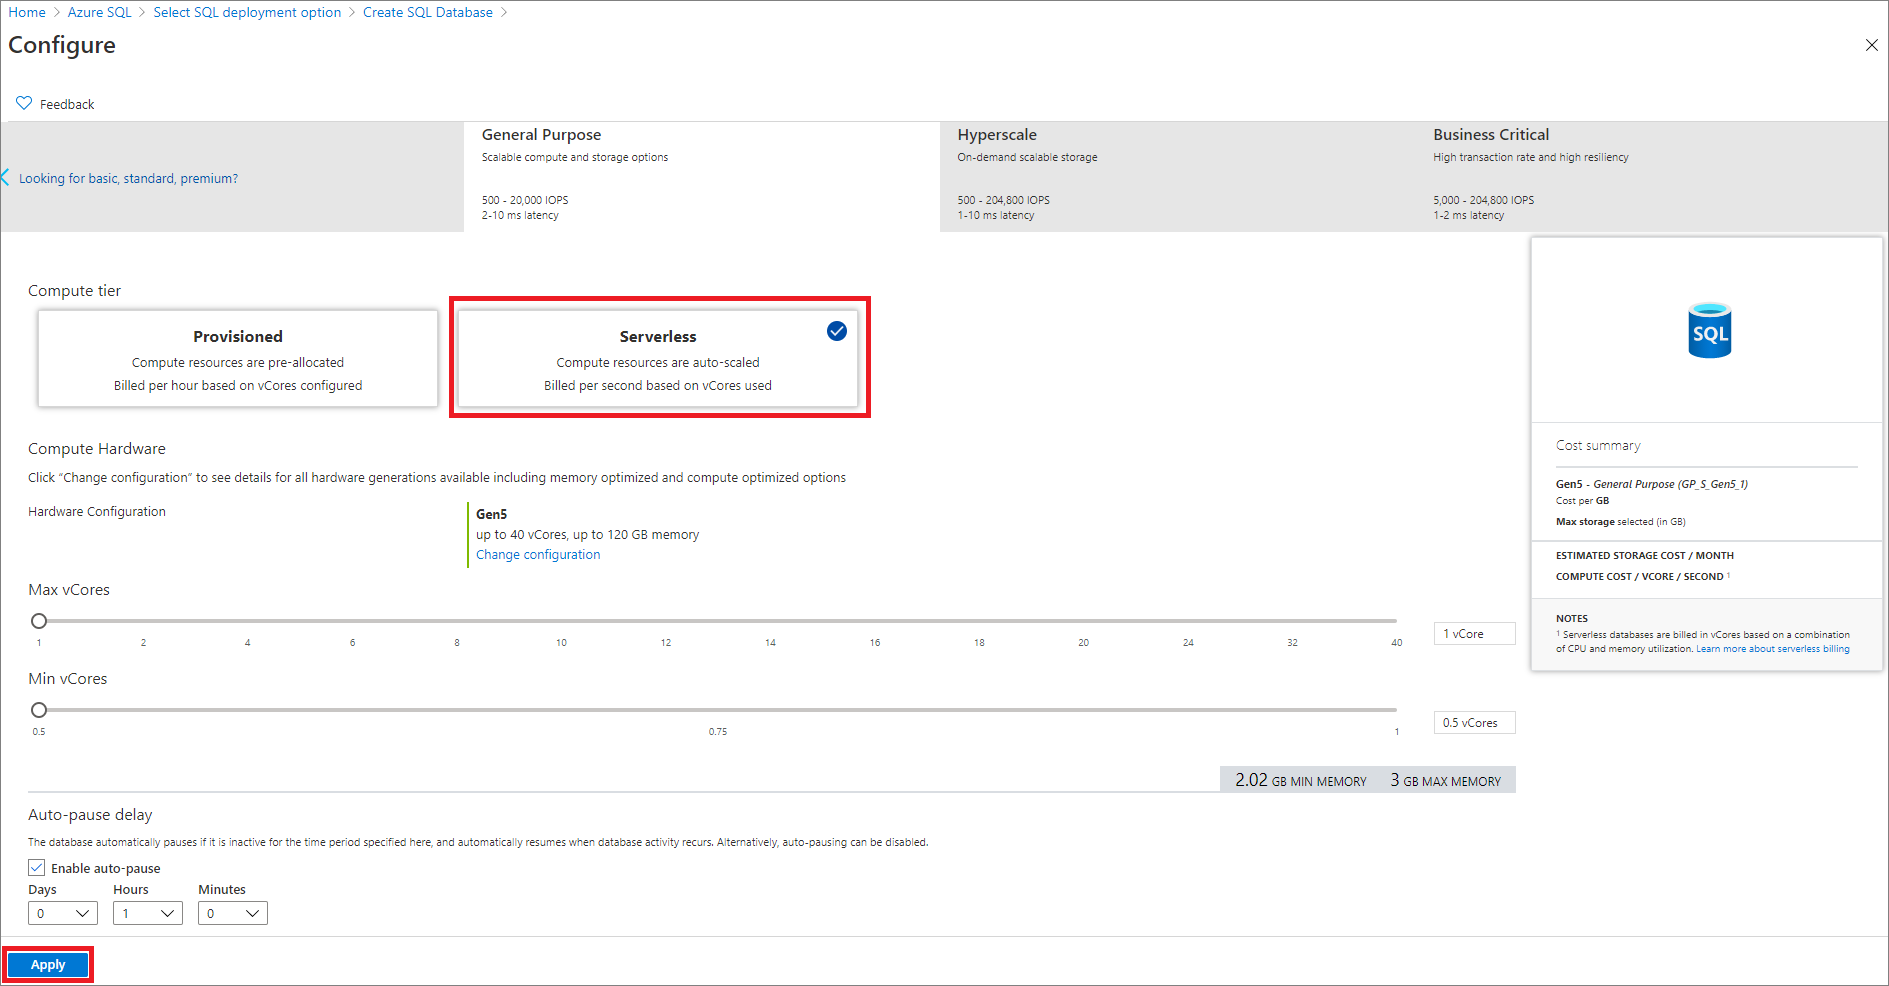 Home > Azure SQL > Select SQL deployment option > Create SQL Database >
Configure
Feedback
Looking for basic, standard, premium?
General Purpose
Scalable compute and storage options
500 - 20,000 IOPS
2-10 ms latency
Hyperscale
On-demand scalable storage
500 - 204,800 IOPS
1-10 ms latency
Business Critical
High transaction rate and high resiliency
5,000 - 204,800 IOPS
1-2 ms latency
Compute tier
Provisioned
Compute resources are pre-allocated
Billed per hour based on vCores configured
Serverless
Compute resources are auto-scaled
Billed per second based on vCores used
Compute Hardware
Click “Change configuration” to see details for all hardware generations available including memory optimized and compute optimized options
Hardware Configuration
Gen5
up to 40 vCores, up to 120 GB memory
Change configuration
Max vCores
1 2 4 6 8 10 12 14 16 18 20 24 32 40
1 vCore
Min vCores
0.5 0.75 1
0.5 vCores
2.02 GB MIN MEMORY 3 GB MAX MEMORY
Auto-pause delay
The database automatically pauses if it is inactive for the time period specified here, and automatically resumes when database activity recurs. Alternatively, auto-pausing can be disabled.
Enable auto-pause
Days Hours Minutes
0 1 0
Apply
SQL
Cost summary
Gen5 - General Purpose (GP_S_Gen5_1)
Cost per GB
Max storage selected (in GB)
ESTIMATED STORAGE COST / MONTH
COMPUTE COST / VCORE / SECOND 1
NOTES
1 Serverless databases are billed in vCores based on a combination
of CPU and memory utilization. Learn more about serverless billing